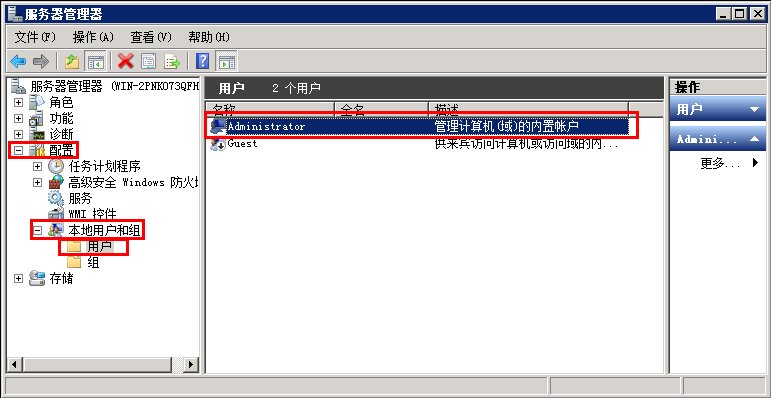 服务器管理器
文件(F) 操作(A) 查看(V) 帮助(H)
服务器管理器 (WIN-2PNKO73QFH
角色
功能
诊断
配置
任务计划程序
高级安全 Windows 防火墙
服务
WMI 控件
本地用户和组
用户
组
存储
用户 2 个用户
名称 全名 描述
Administrator 管理计算机(域)的内置帐户
Guest 供来宾访问计算机或访问域的内...
操作
用户
Admini...
更多...